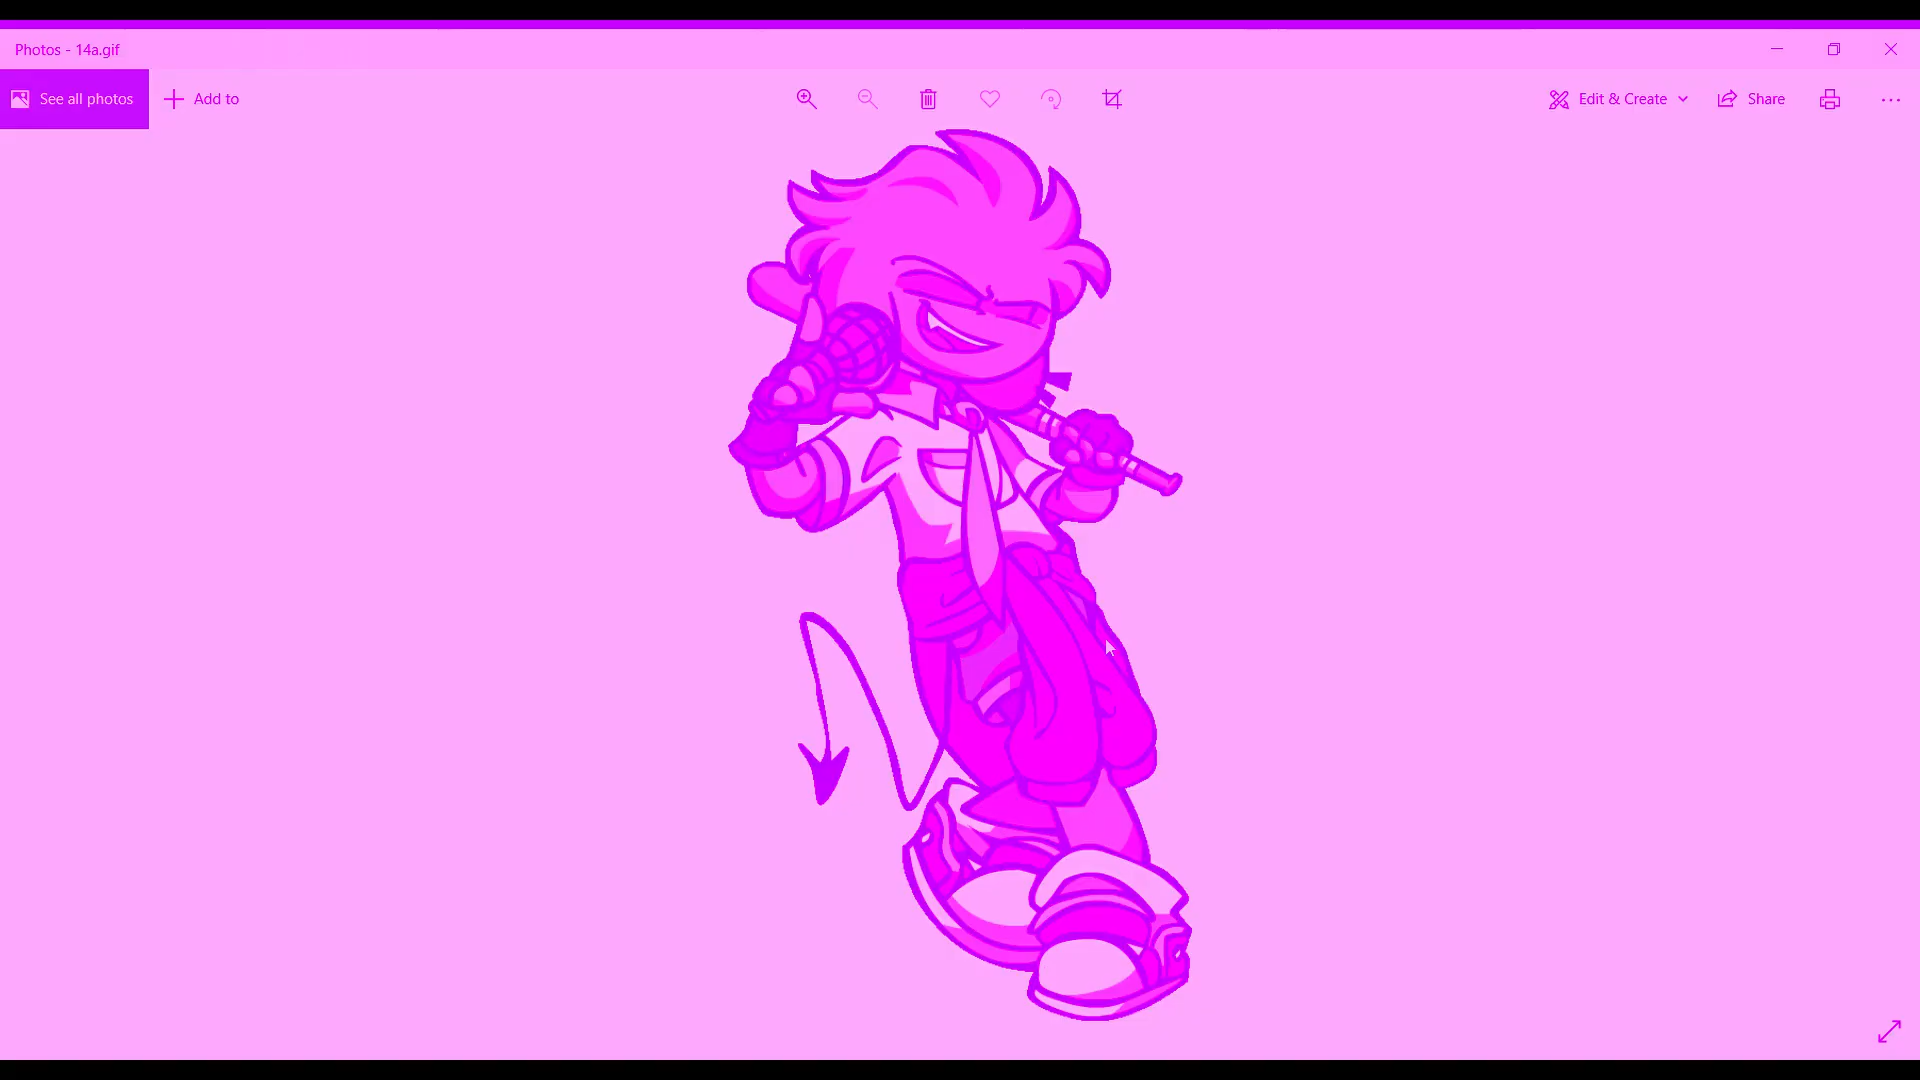 Photos - 14a.gif
See all photos
Add to
Edit & Create
Share